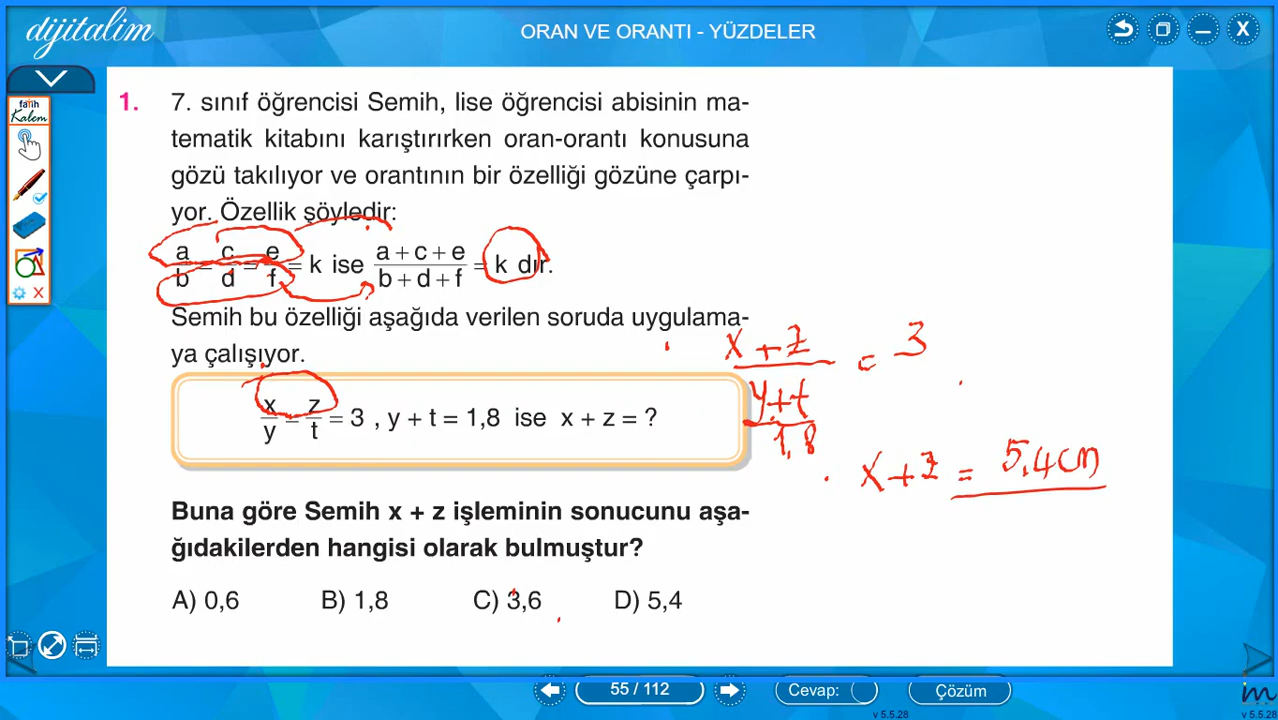 dijitalim
ORAN VE ORANTI - YÜZDELER
X
fatih
Kalem
X
1. 7. sınıf öğrencisi Semih, lise öğrencisi abisinin ma-
tematik kitabını karıştırırken oran-orantı konusuna
gözü takılıyor ve orantının bir özelliği gözüne çarpı-
yor. Özellik şöyledir:
a/b = c/d = e/f = k ise a+c+e/b+d+f = k dır.
Semih bu özelliği aşağıda verilen soruda uygulama-
ya çalışıyor.
x/y = z/t = 3 , y + t = 1,8 ise x + z = ?
x+z/y+t = 3
1,8
x+z = 5,4cm
Buna göre Semih x + z işleminin sonucunu aşa-
ğıdakilerden hangisi olarak bulmuştur?
A) 0,6 B) 1,8 C) 3,6 D) 5,4
55 / 112
Cevap:
Çözüm
im
v 5.5.28
v 5.5.28